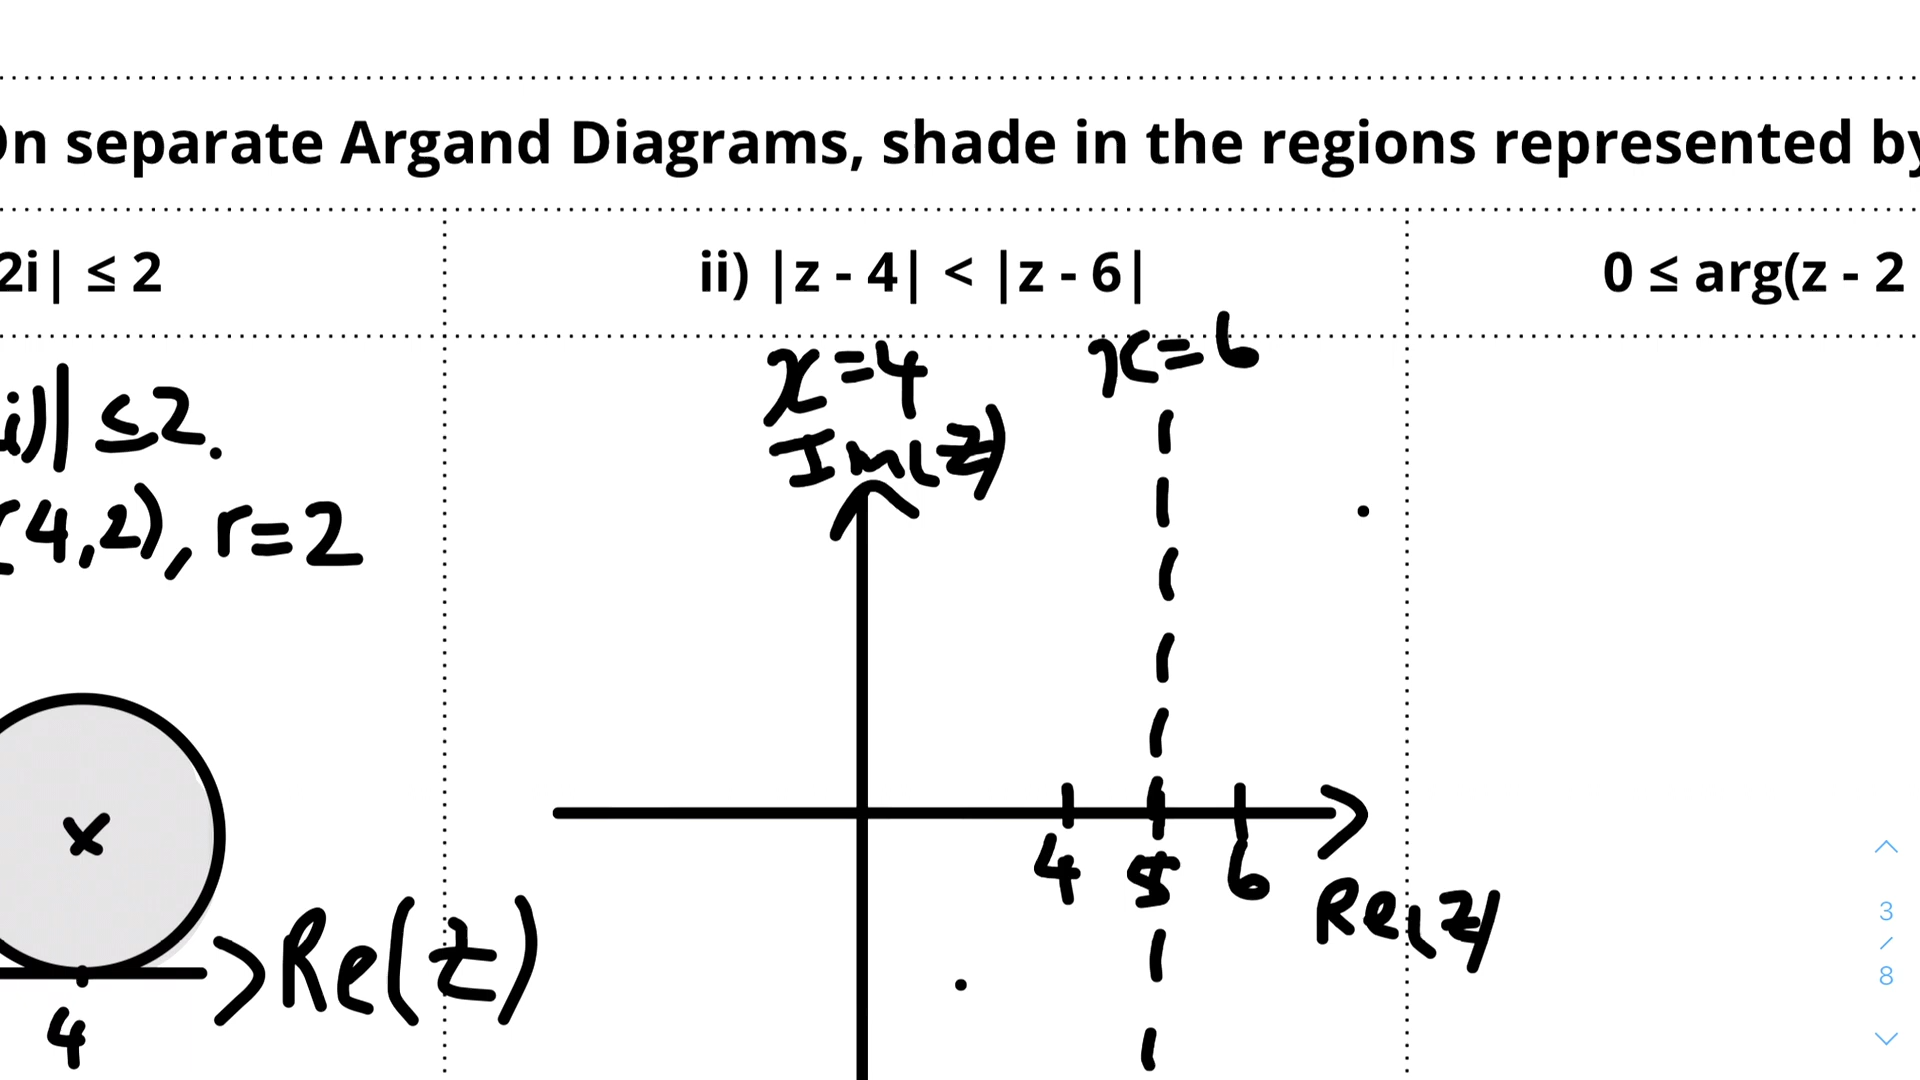 On separate Argand Diagrams, shade in the regions represented by
2i| ≤ 2
ii) |z - 4| < |z - 6|
0 ≤ arg(z - 2
i)| ≤2.
(4,2), r=2
4
Re(z)
x=4
x=6
Im(z)
4 5 6
Re(z)
3
/
8